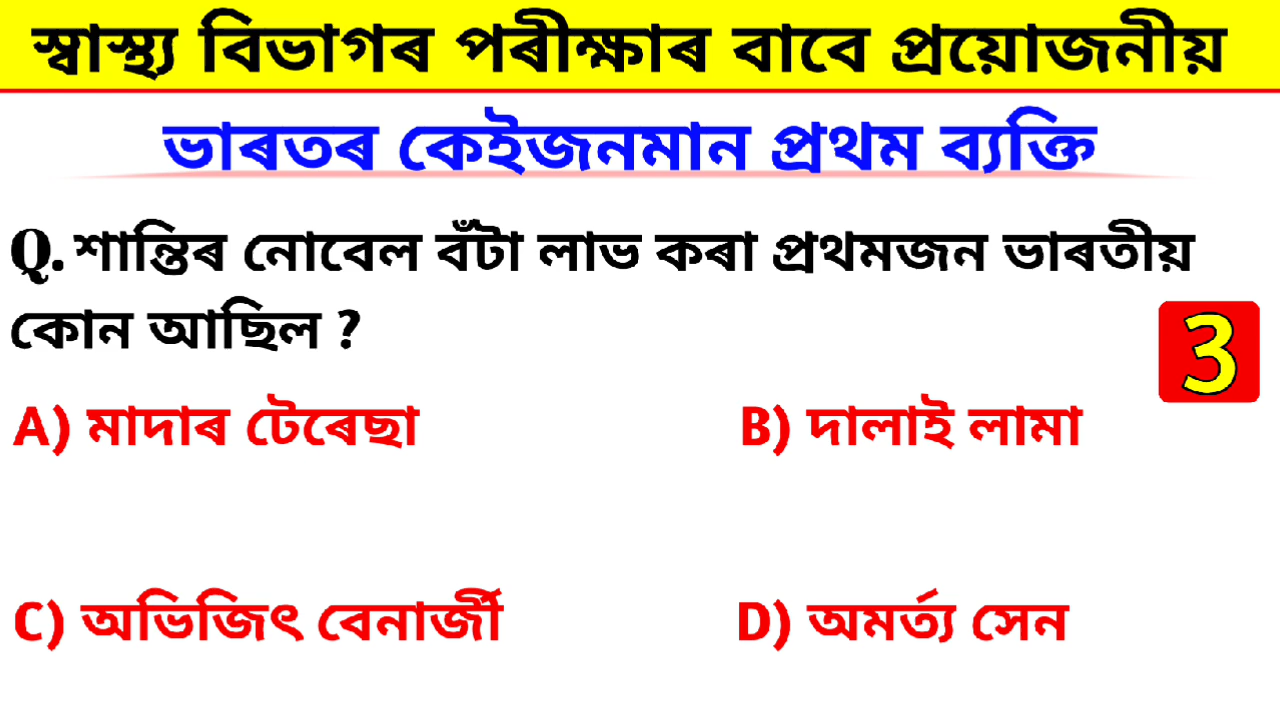 স্বাস্থ্য বিভাগৰ পৰীক্ষাৰ বাবে প্ৰয়োজনীয়
ভাৰতৰ কেইজনমান প্ৰথম ব্যক্তি
Q. শান্তিৰ নোবেল বঁটা লাভ কৰা প্ৰথমজন ভাৰতীয়
কোন আছিল ?
3
A) মাদাৰ টেৰেছা
B) দালাই লামা
C) অভিজিৎ বেনাৰ্জী
D) অমৰ্ত্য সেন